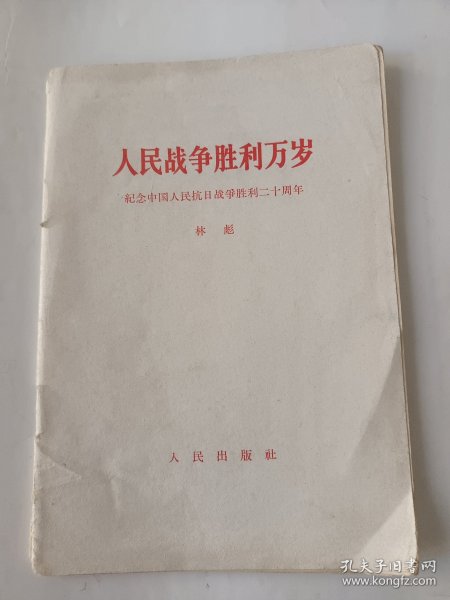 人民战争胜利万岁
紀念中国人民抗日战爭胜利二十周年
林 彪
人民出版社
孔夫子旧书网
www.kongfz.com